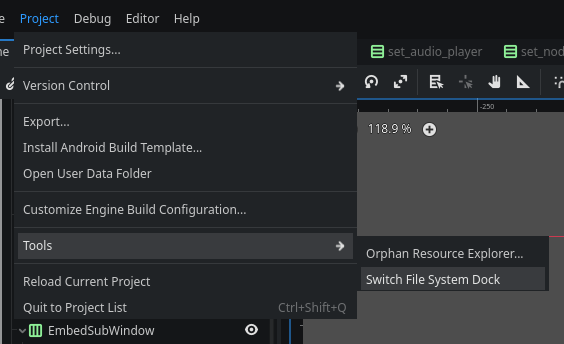 Project Debug Editor Help
Project Settings...
set_audio_player
Version Control
Export...
-250
118.9 %
Install Android Build Template...
Open User Data Folder
Customize Engine Build Configuration...
Tools
Orphan Resource Explorer...
Switch File System Dock
Reload Current Project
Quit to Project List Ctrl+Shift+Q
EmbedSubWindow